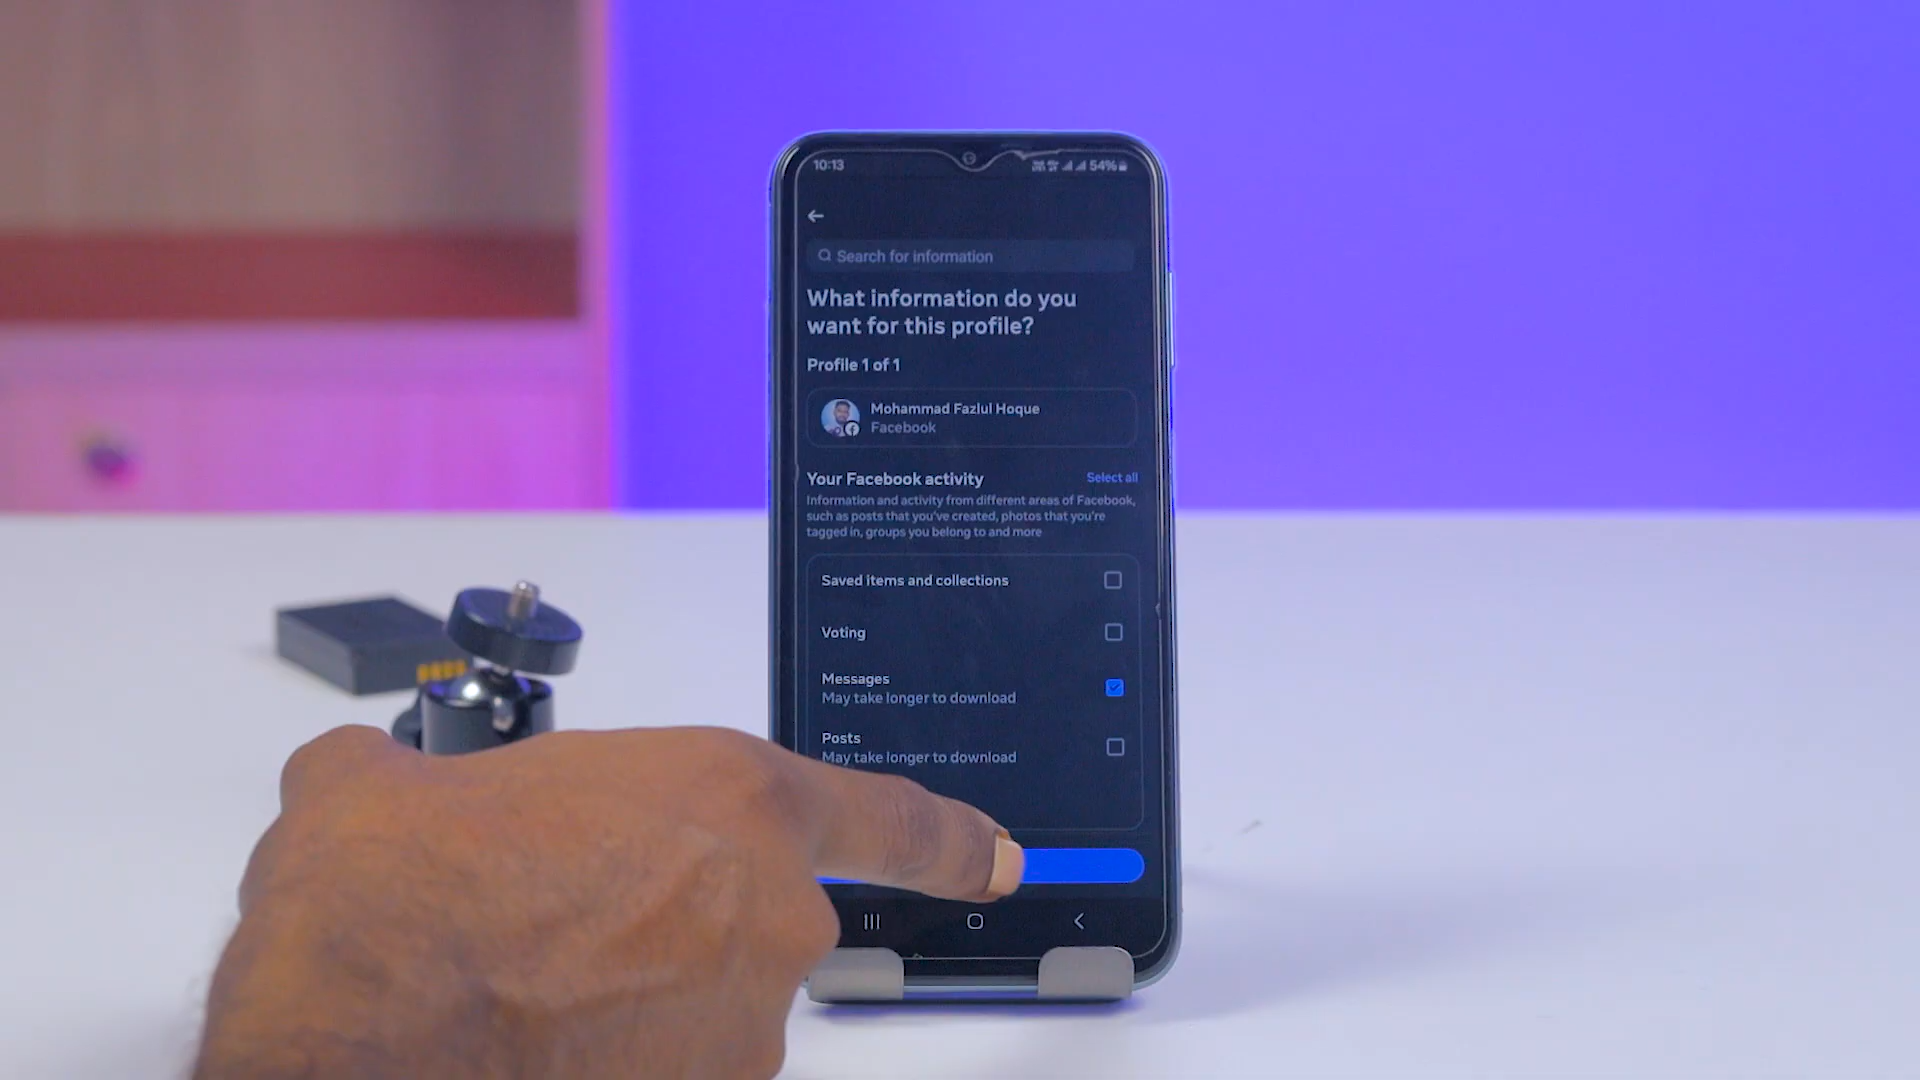 10:13
54%
Search for information
What information do you
want for this profile?
Profile 1 of 1
Mohammad Fazlul Hoque
Facebook
Your Facebook activity
Select all
Information and activity from different areas of Facebook,
such as posts that you've created, photos that you're
tagged in, groups you belong to and more
Saved items and collections
Voting
Messages
May take longer to download
Posts
May take longer to download